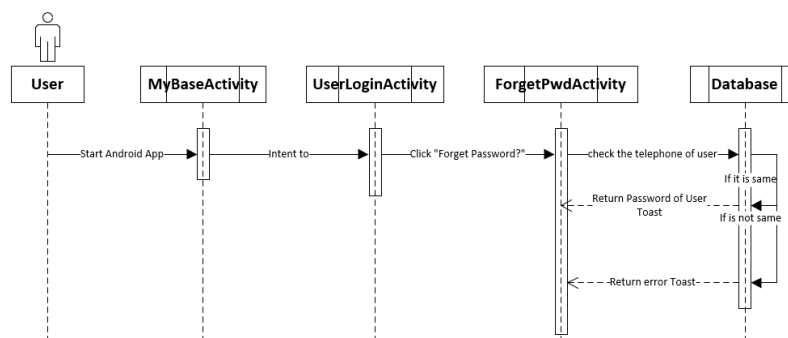 User
MyBaseActivity
UserLoginActivity
ForgetPwdActivity
Database
Start Android App
Intent to
Click "Forget Password?"
check the telephone of user
If it is same
Return Password of User
Toast
If is not same
Return error Toast